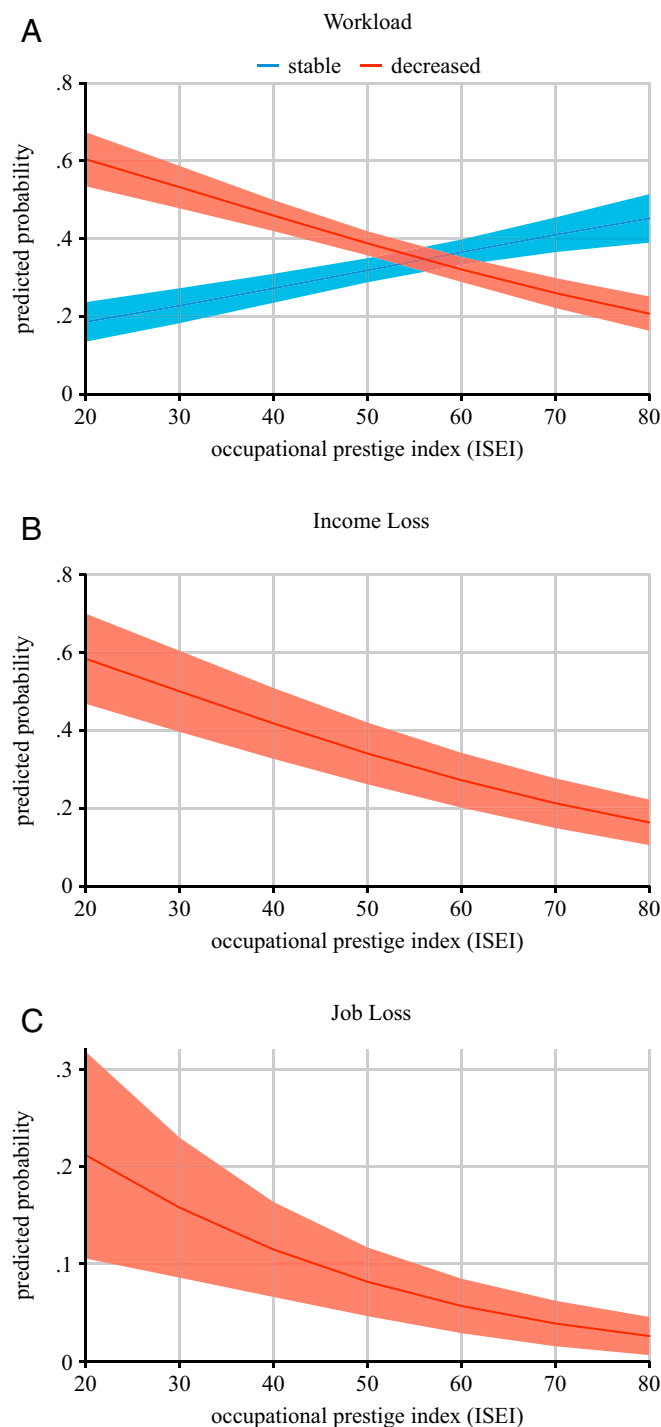 A
Workload
stable decreased
predicted probability
.8
.6
.4
.2
0
20 30 40 50 60 70 80
occupational prestige index (ISEI)
B
Income Loss
predicted probability
.8
.6
.4
.2
0
20 30 40 50 60 70 80
occupational prestige index (ISEI)
C
Job Loss
predicted probability
.3
.2
.1
0
20 30 40 50 60 70 80
occupational prestige index (ISEI)